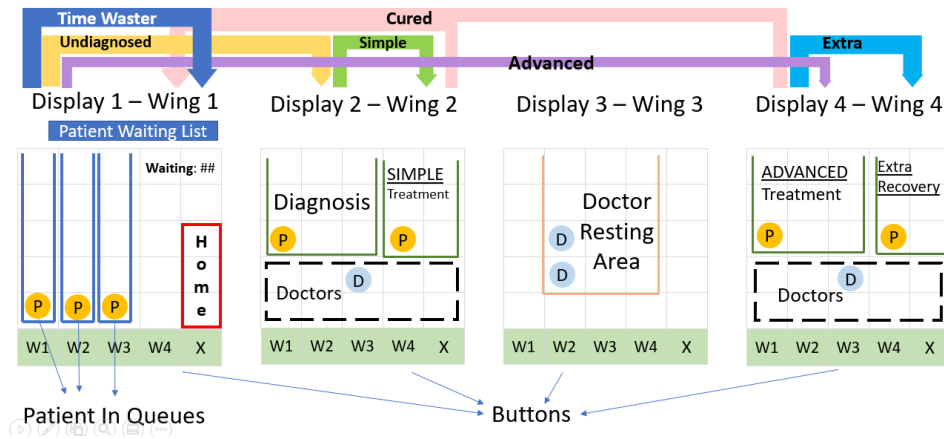 Time Waster
Cured
Undiagnosed
Simple
Extra
Advanced
Display 1 – Wing 1
Display 2 – Wing 2
Display 3 – Wing 3
Display 4 – Wing 4
Patient Waiting List
Waiting: ##
H
o
m
e
P
P
P
W1 W2 W3 W4 X
Diagnosis
SIMPLE
Treatment
P
P
D
Doctors
W1 W2 W3 W4 X
Doctor
Resting
Area
D
D
W1 W2 W3 W4 X
ADVANCED
Treatment
Extra
Recovery
P
P
D
Doctors
W1 W2 W3 W4 X
Patient In Queues
Buttons